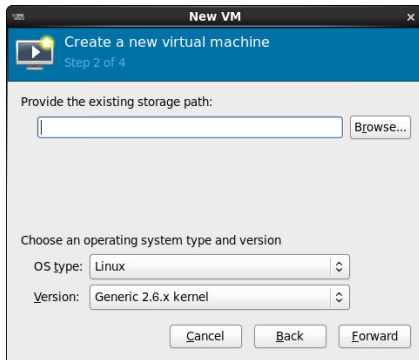 New VM
Create a new virtual machine
Step 2 of 4
Provide the existing storage path:
Browse...
Choose an operating system type and version
OS type: Linux
Version: Generic 2.6.x kernel
Cancel Back Forward